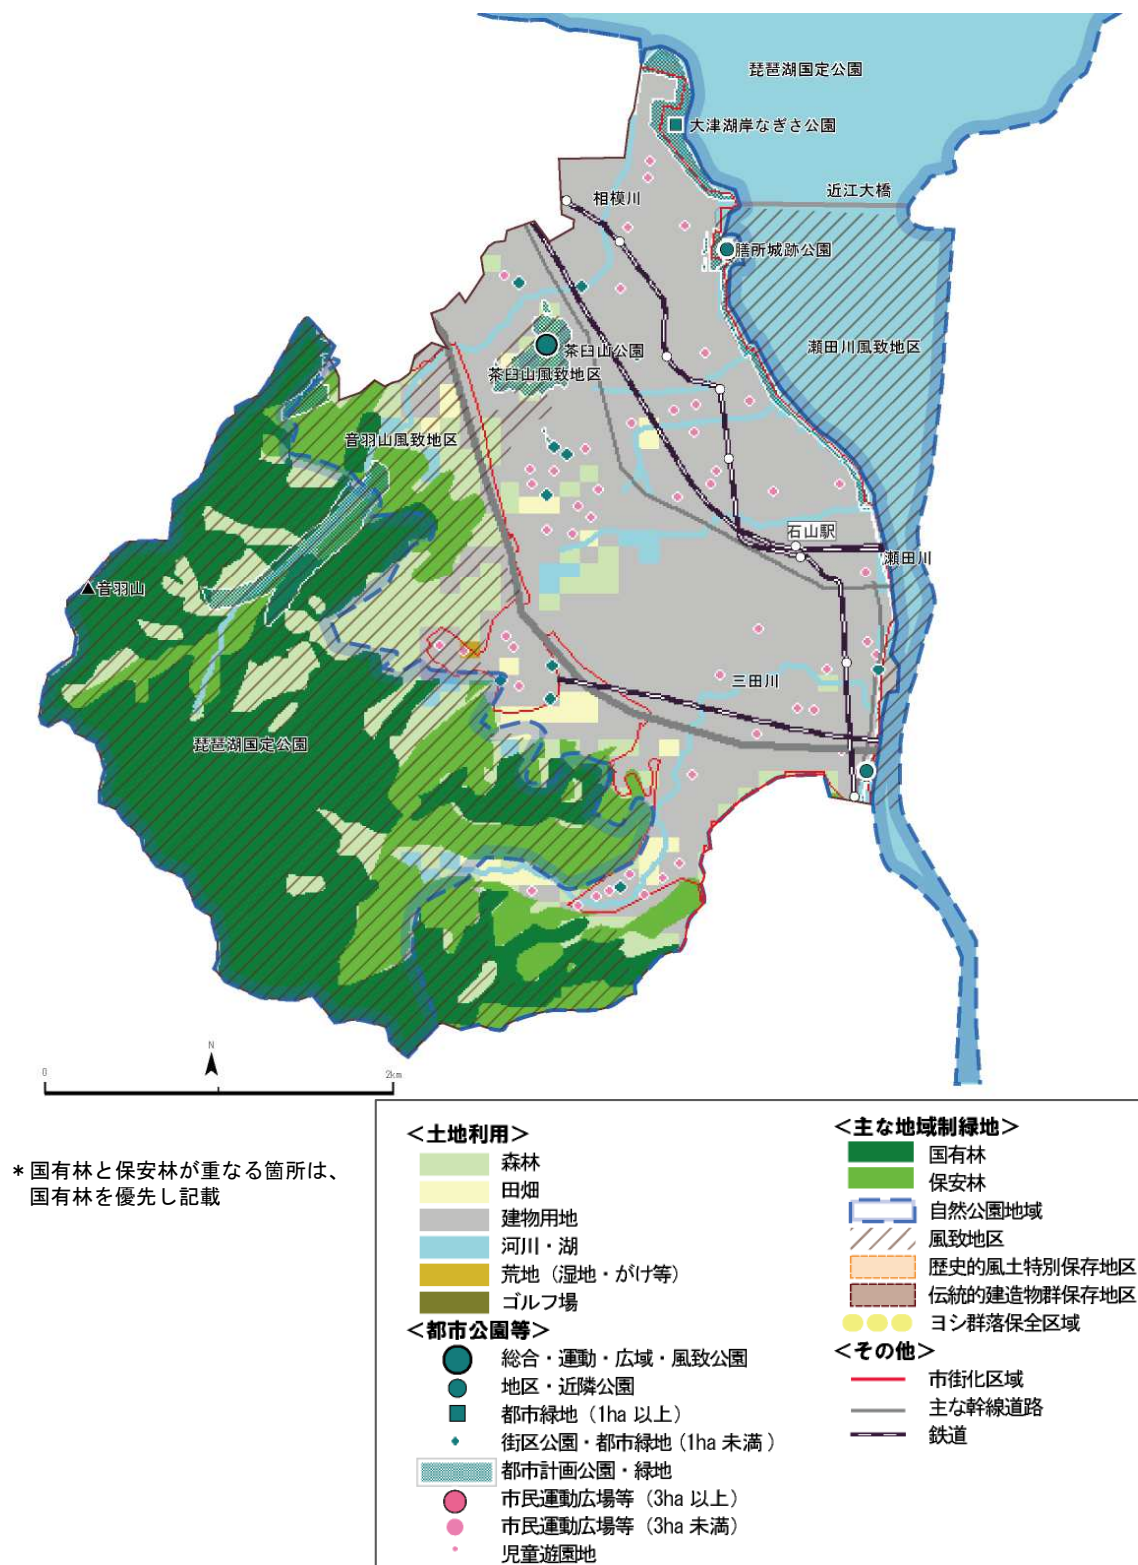 琵琶湖国定公園
大津湖岸なぎさ公園
近江大橋
相模川
膳所城跡公園
瀬田川風致地区
茶臼山公園
茶臼山風致地区
音羽山風致地区
石山駅
瀬田川
▲音羽山
三田川
琵琶湖国定公園
N
0
2km
*国有林と保安林が重なる箇所は、
国有林を優先し記載
＜土地利用＞
森林
田畑
建物用地
河川・湖
荒地（湿地・がけ等）
ゴルフ場
＜都市公園等＞
総合・運動・広域・風致公園
地区・近隣公園
都市緑地（1ha 以上）
街区公園・都市緑地（1ha 未満）
都市計画公園・緑地
市民運動広場等（3ha 以上）
市民運動広場等（3ha 未満）
児童遊園地
＜主な地域制緑地＞
国有林
保安林
自然公園地域
風致地区
歴史的風土特別保存地区
伝統的建造物群保存地区
ヨシ群落保全区域
＜その他＞
市街化区域
主な幹線道路
鉄道